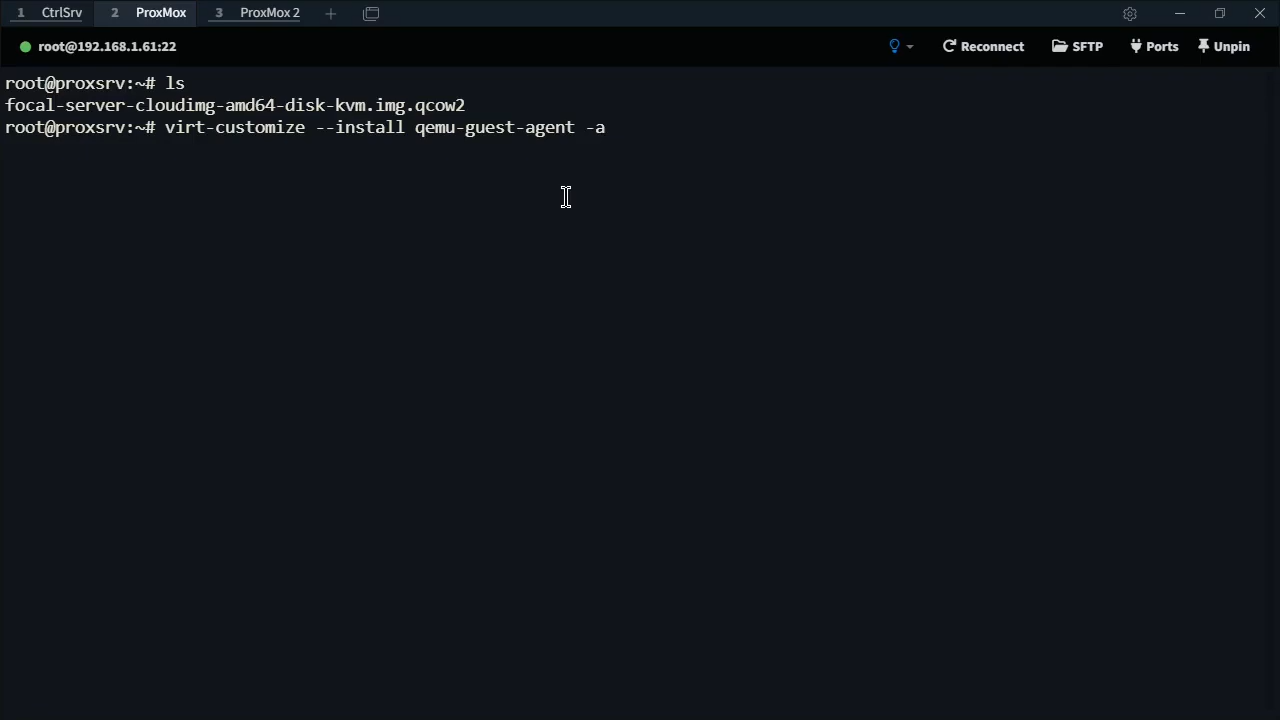 1 CtrlSrv 2 ProxMox 3 ProxMox 2
root@192.168.1.61:22 Reconnect SFTP Ports Unpin
root@proxsrv:~# ls
focal-server-cloudimg-amd64-disk-kvm.img.qcow2
root@proxsrv:~# virt-customize --install qemu-guest-agent -a